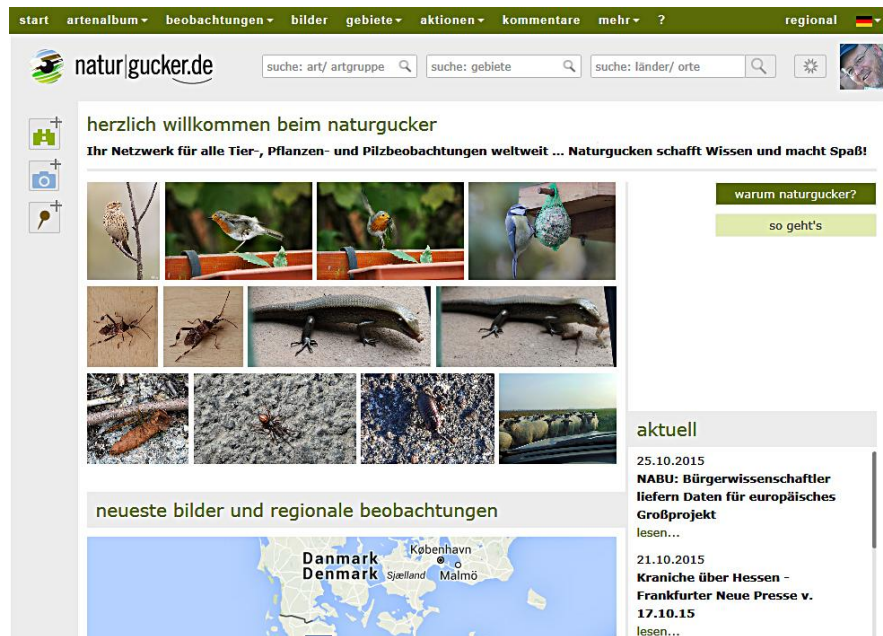 start artenalbum beobachtungen bilder gebiete aktionen kommentare mehr ? regional
natur|gucker.de
suche: art/ artgruppe
suche: gebiete
suche: länder/ orte
herzlich willkommen beim naturgucker
Ihr Netzwerk für alle Tier-, Pflanzen- und Pilzbeobachtungen weltweit ... Naturgucken schafft Wissen und macht Spaß!
warum naturgucker?
so geht's
aktuell
25.10.2015
NABU: Bürgerwissenschaftler
liefern Daten für europäisches
Großprojekt
lesen...
21.10.2015
Kraniche über Hessen -
Frankfurter Neue Presse v.
17.10.15
lesen...
neueste bilder und regionale beobachtungen
Danmark
Denmark
København
Sjælland
Malmö